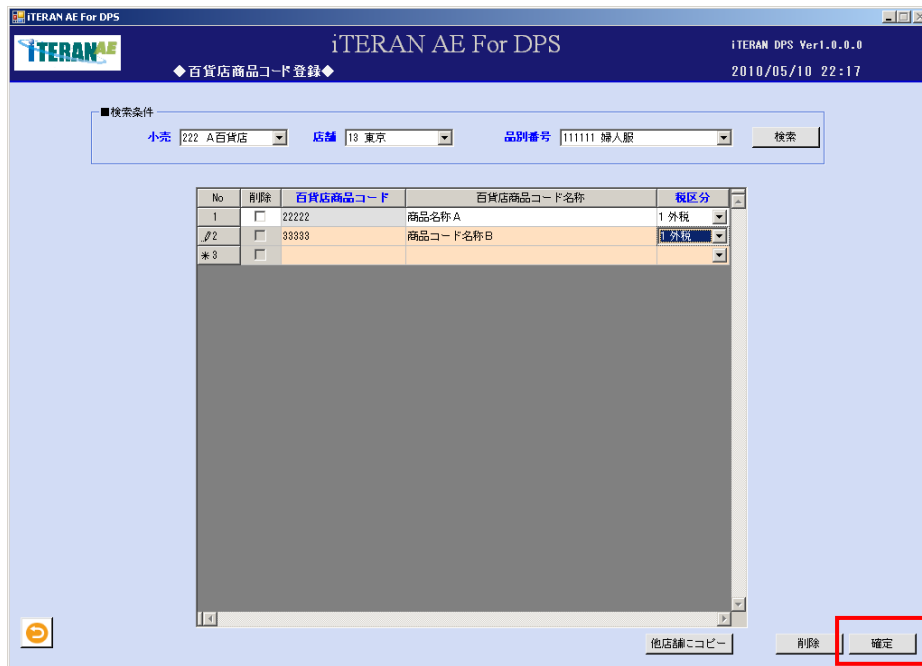 iTERAN AE For DPS
iTERAN AE
iTERAN AE For DPS
iTERAN DPS Ver1.0.0.0
◆百貨店商品コード登録◆
2010/05/10 22:17
■検索条件
小売 222 A百貨店 店舗 13 東京 品別番号 111111 婦人服 検索
No 削除 百貨店商品コード 百貨店商品コード名称 税区分
1 22222 商品名称A 1 外税
2 33333 商品コード名称B 1 外税
*3
他店舗にコピー 削除 確定